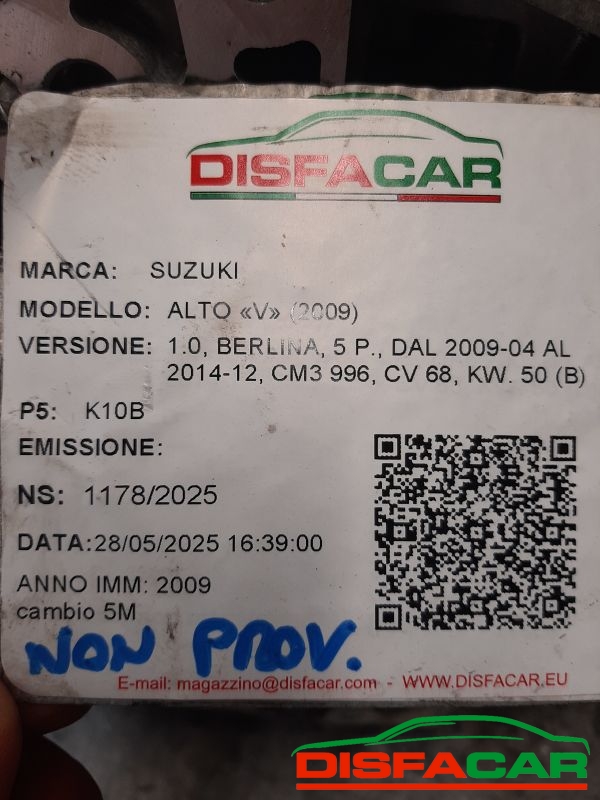 DISFACAR
MARCA: SUZUKI
MODELLO: ALTO «V» (2009)
VERSIONE: 1.0, BERLINA, 5 P., DAL 2009-04 AL
2014-12, CM3 996, CV 68, KW. 50 (B)
P5: K10B
EMISSIONE:
NS: 1178/2025
DATA:28/05/2025 16:39:00
ANNO IMM: 2009
cambio 5M
NON PROV.
E-mail: magazzino@disfacar.com - WWW.DISFACAR.EU
DISFACAR